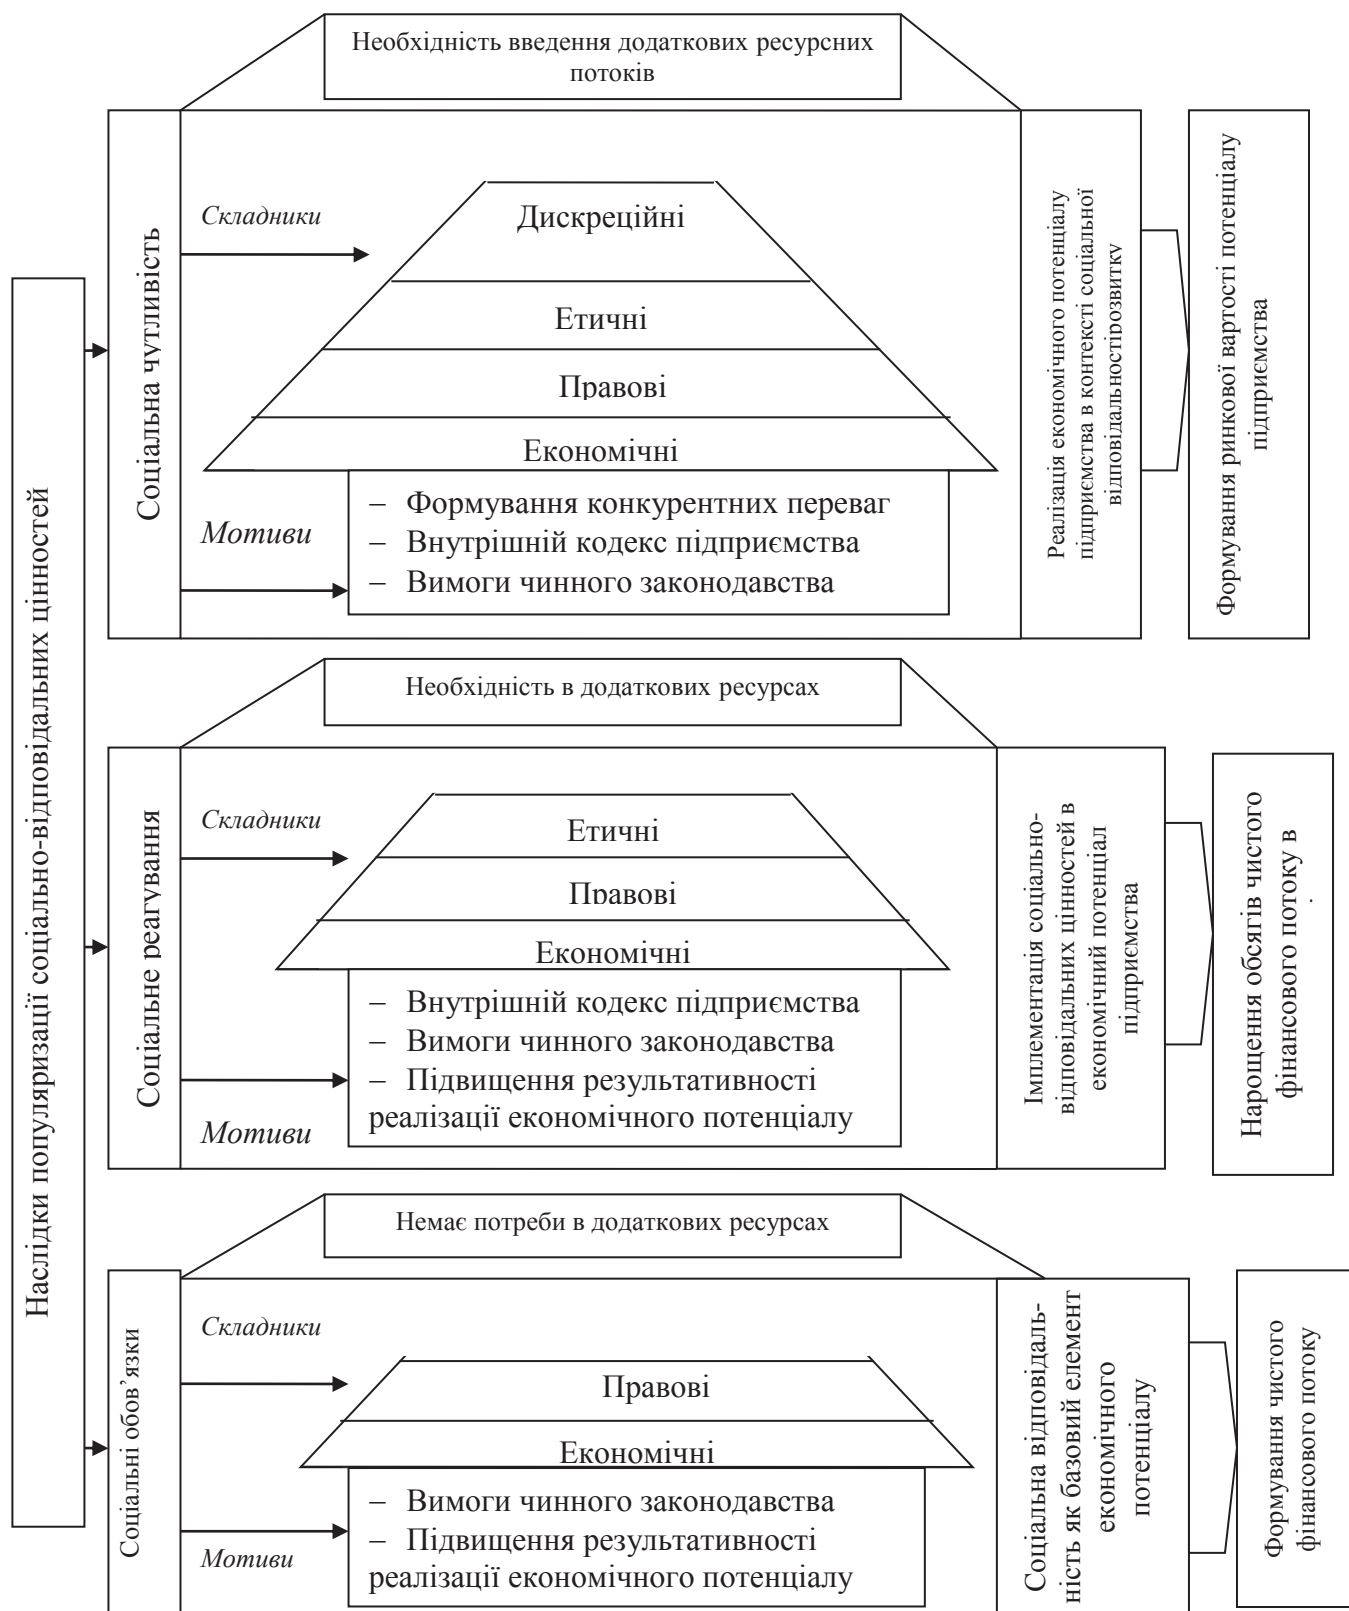 Наслідки популяризації соціально-відповідальних цінностей
Необхідність введення додаткових ресурсних
потоків
Соціальна чутливість
Складники
Дискреційні
Етичні
Правові
Економічні
Мотиви
– Формування конкурентних переваг
– Внутрішній кодекс підприємства
– Вимоги чинного законодавства
Реалізація економічного потенціалу
підприємства в контексті соціальної
відповідальностірозвитку
Формування ринкової вартості потенціалу
підприємства
Необхідність в додаткових ресурсах
Соціальне реагування
Складники
Етичні
Правові
Економічні
– Внутрішній кодекс підприємства
– Вимоги чинного законодавства
– Підвищення результативності
реалізації економічного потенціалу
Мотиви
Імплементація соціально-
відповідальних цінностей в
економічний потенціал
підприємства
Нарощення обсягів чистого
фінансового потоку в
Немає потреби в додаткових ресурсах
Соціальні обов’язки
Складники
Правові
Економічні
– Вимоги чинного законодавства
– Підвищення результативності
реалізації економічного потенціалу
Мотиви
Соціальна відповідаль-
ність як базовий елемент
економічного
потенціалу
Формування чистого
фінансового потоку